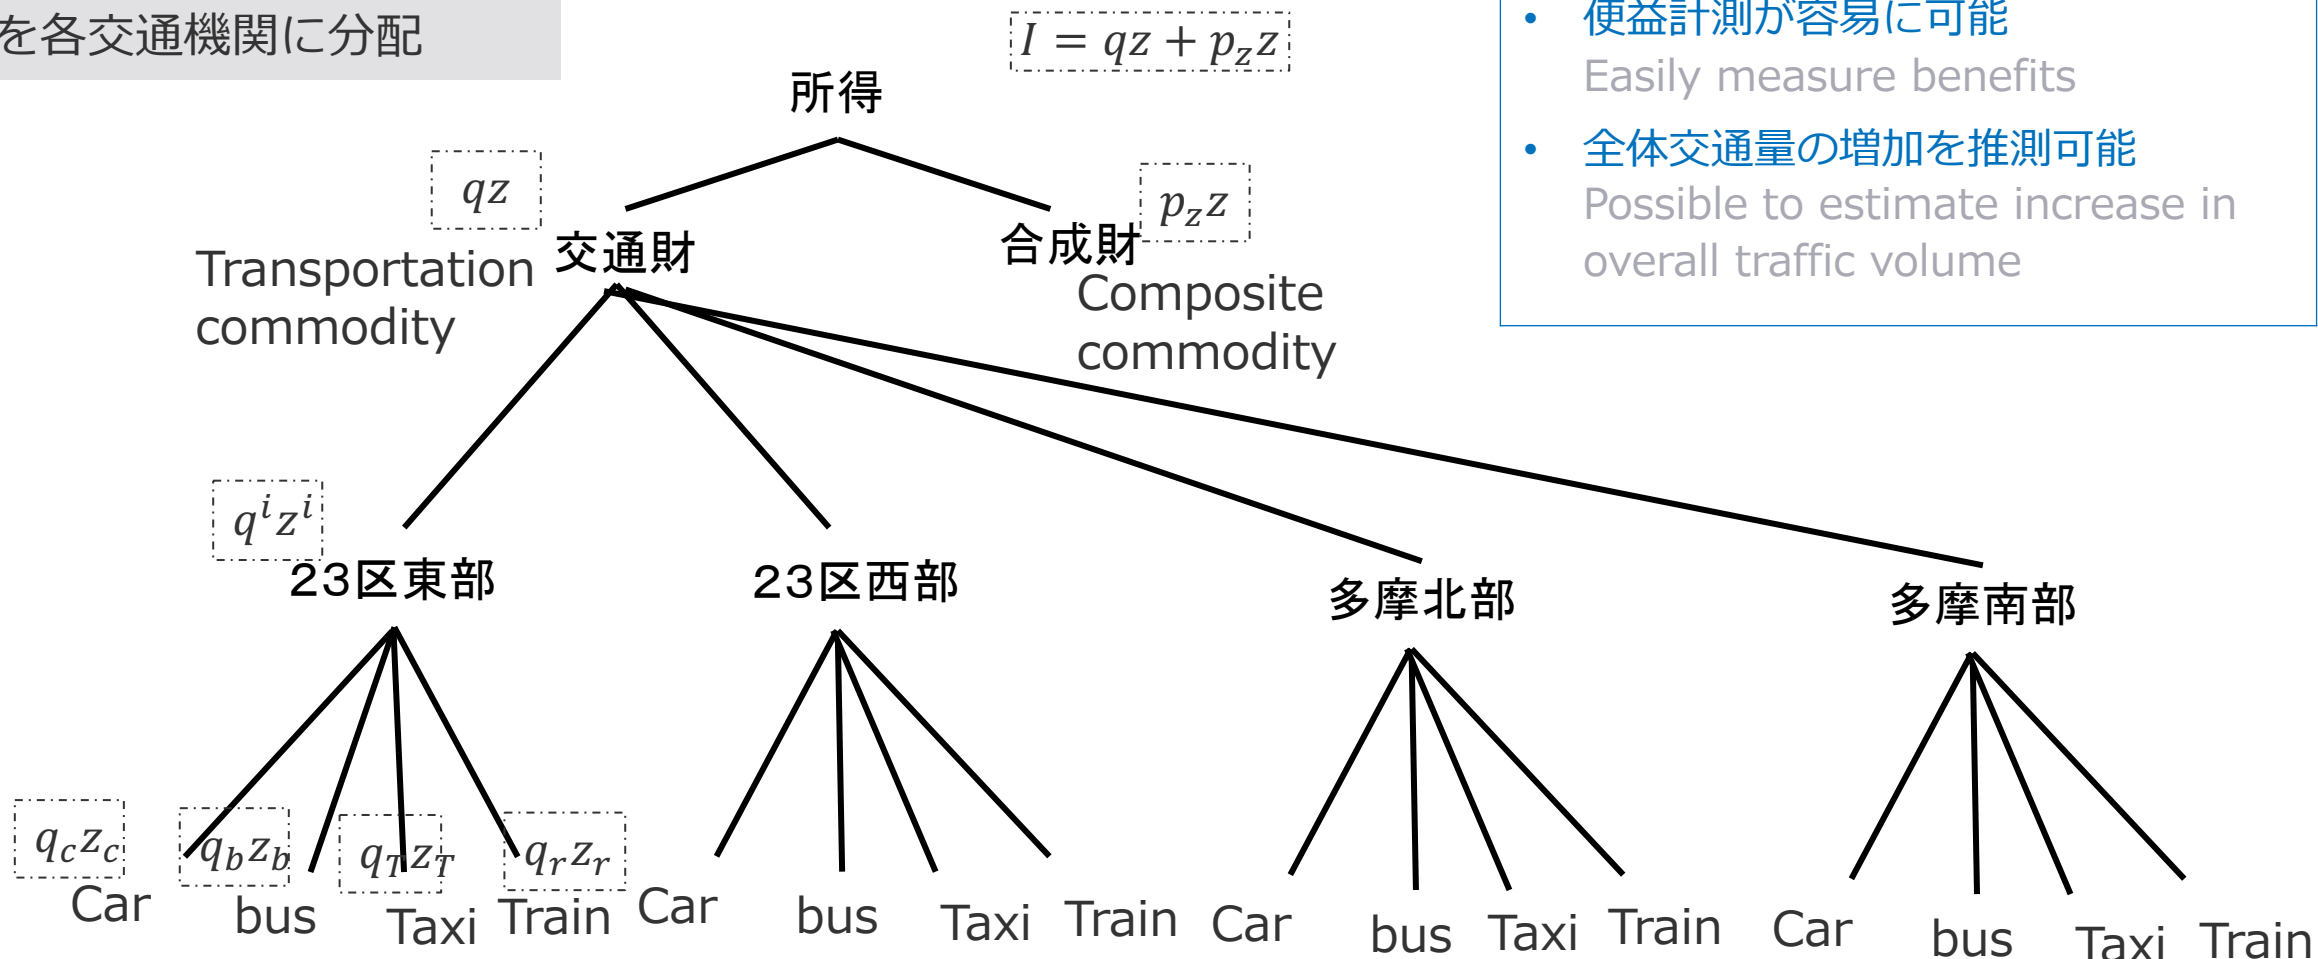 を各交通機関に分配
I = qz + p_z z
• 便益計測が容易に可能
Easily measure benefits
• 全体交通量の増加を推測可能
Possible to estimate increase in
overall traffic volume
所得
qz
p_z z
交通財
合成財
Transportation
commodity
Composite
commodity
q^i z^i
23区東部
23区西部
多摩北部
多摩南部
q_c z_c
q_b z_b
q_T z_T
q_r z_r
Car
bus
Taxi
Train
Car
bus
Taxi
Train
Car
bus
Taxi
Train
Car
bus
Taxi
Train